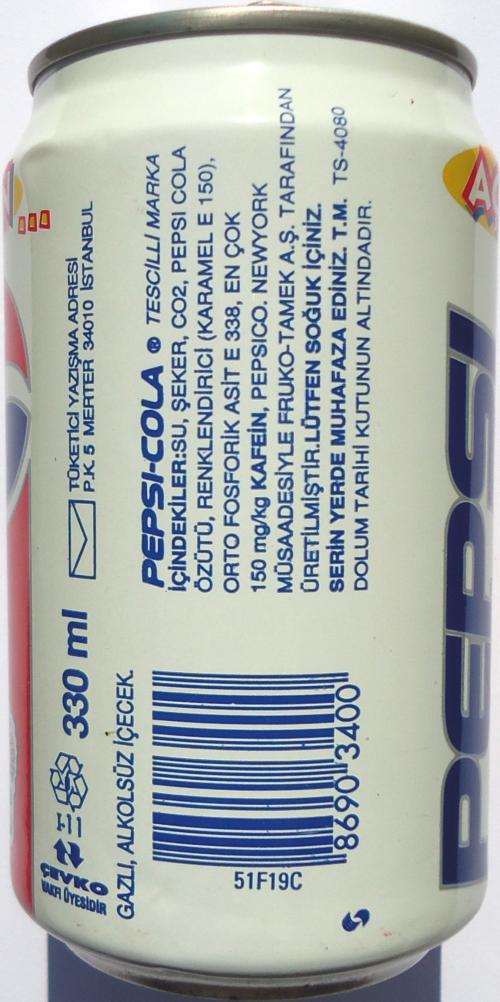 TÜKETİCİ YAZIŞMA ADRESİ
P.K. 5 MERTER 34010 İSTANBUL
330 ml
ÇEVKO
VAKFI ÜYESİDİR
GAZLI, ALKOLSÜZ İÇECEK.
PEPSI-COLA ® TESCİLLİ MARKA
İÇİNDEKİLER:SU, ŞEKER, CO2, PEPSI COLA
ÖZÜTÜ, RENKLENDİRİCİ (KARAMEL E 150),
ORTO FOSFORİK ASİT E 338, EN ÇOK
150 mg/kg KAFEİN, PEPSICO. NEWYORK
MÜSAADESİYLE FRUKO-TAMEK A.Ş. TARAFINDAN
ÜRETİLMİŞTİR.LÜTFEN SOĞUK İÇİNİZ.
SERİN YERDE MUHAFAZA EDİNİZ. T.M. TS-4080
DOLUM TARİHİ KUTUNUN ALTINDADIR.
8690 3400
51F19C
PEPSI